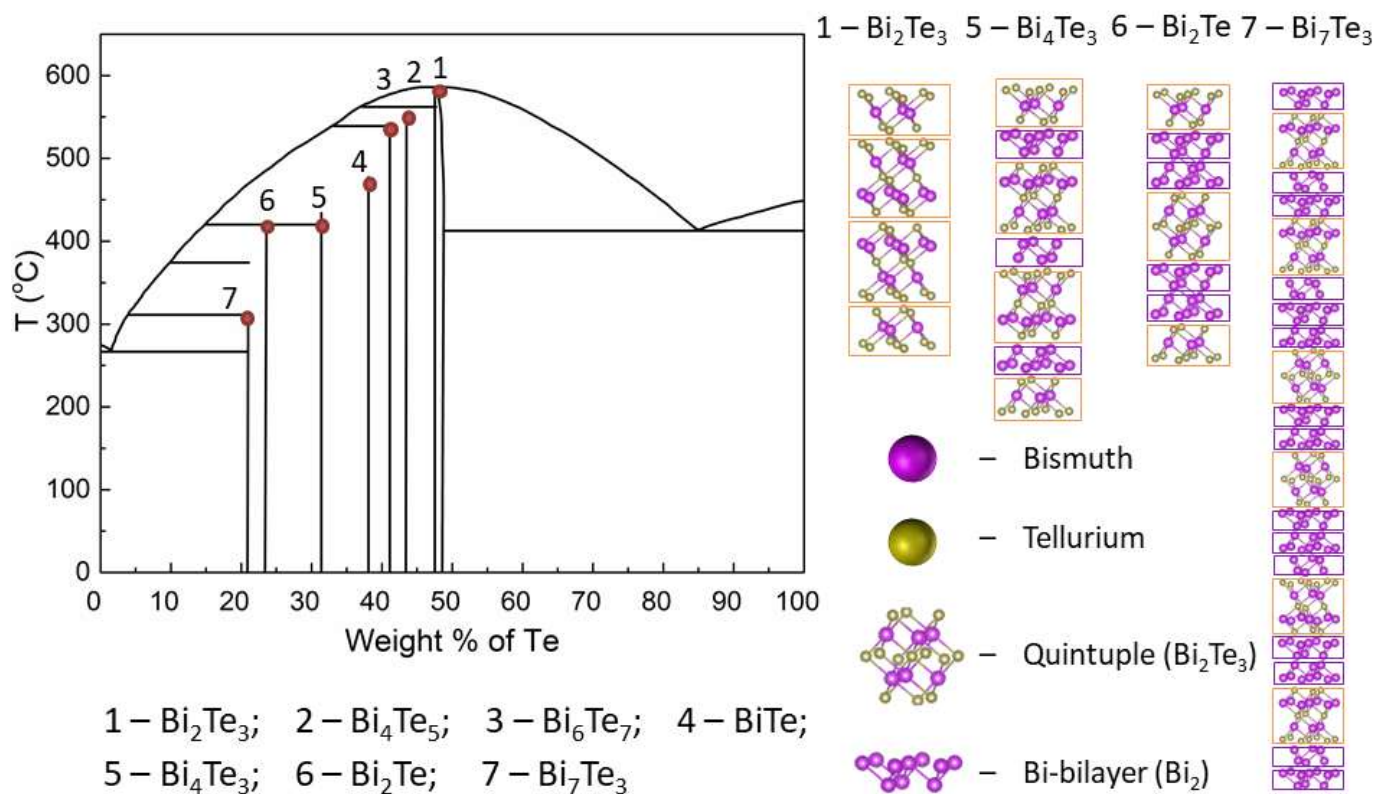 1 – Bi₂Te₃ 5 – Bi₄Te₃ 6 – Bi₂Te 7 – Bi₇Te₃
600
500
400
300
200
100
0
T (°C)
1
2
3
4
5
6
7
0 10 20 30 40 50 60 70 80 90 100
Weight % of Te
– Bismuth
– Tellurium
– Quintuple (Bi₂Te₃)
– Bi-bilayer (Bi₂)
1 – Bi₂Te₃; 2 – Bi₄Te₅; 3 – Bi₆Te₇; 4 – BiTe;
5 – Bi₄Te₃; 6 – Bi₂Te; 7 – Bi₇Te₃